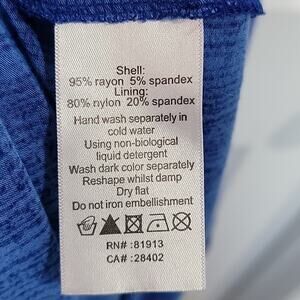 Shell:
95% rayon 5% spandex
Lining:
80% nylon 20% spandex
Hand wash separately in
cold water
Using non-biological
liquid detergent
Wash dark color separately
Reshape whilst damp
Dry flat
Do not iron embellishment
RN# :81913
CA# :28402